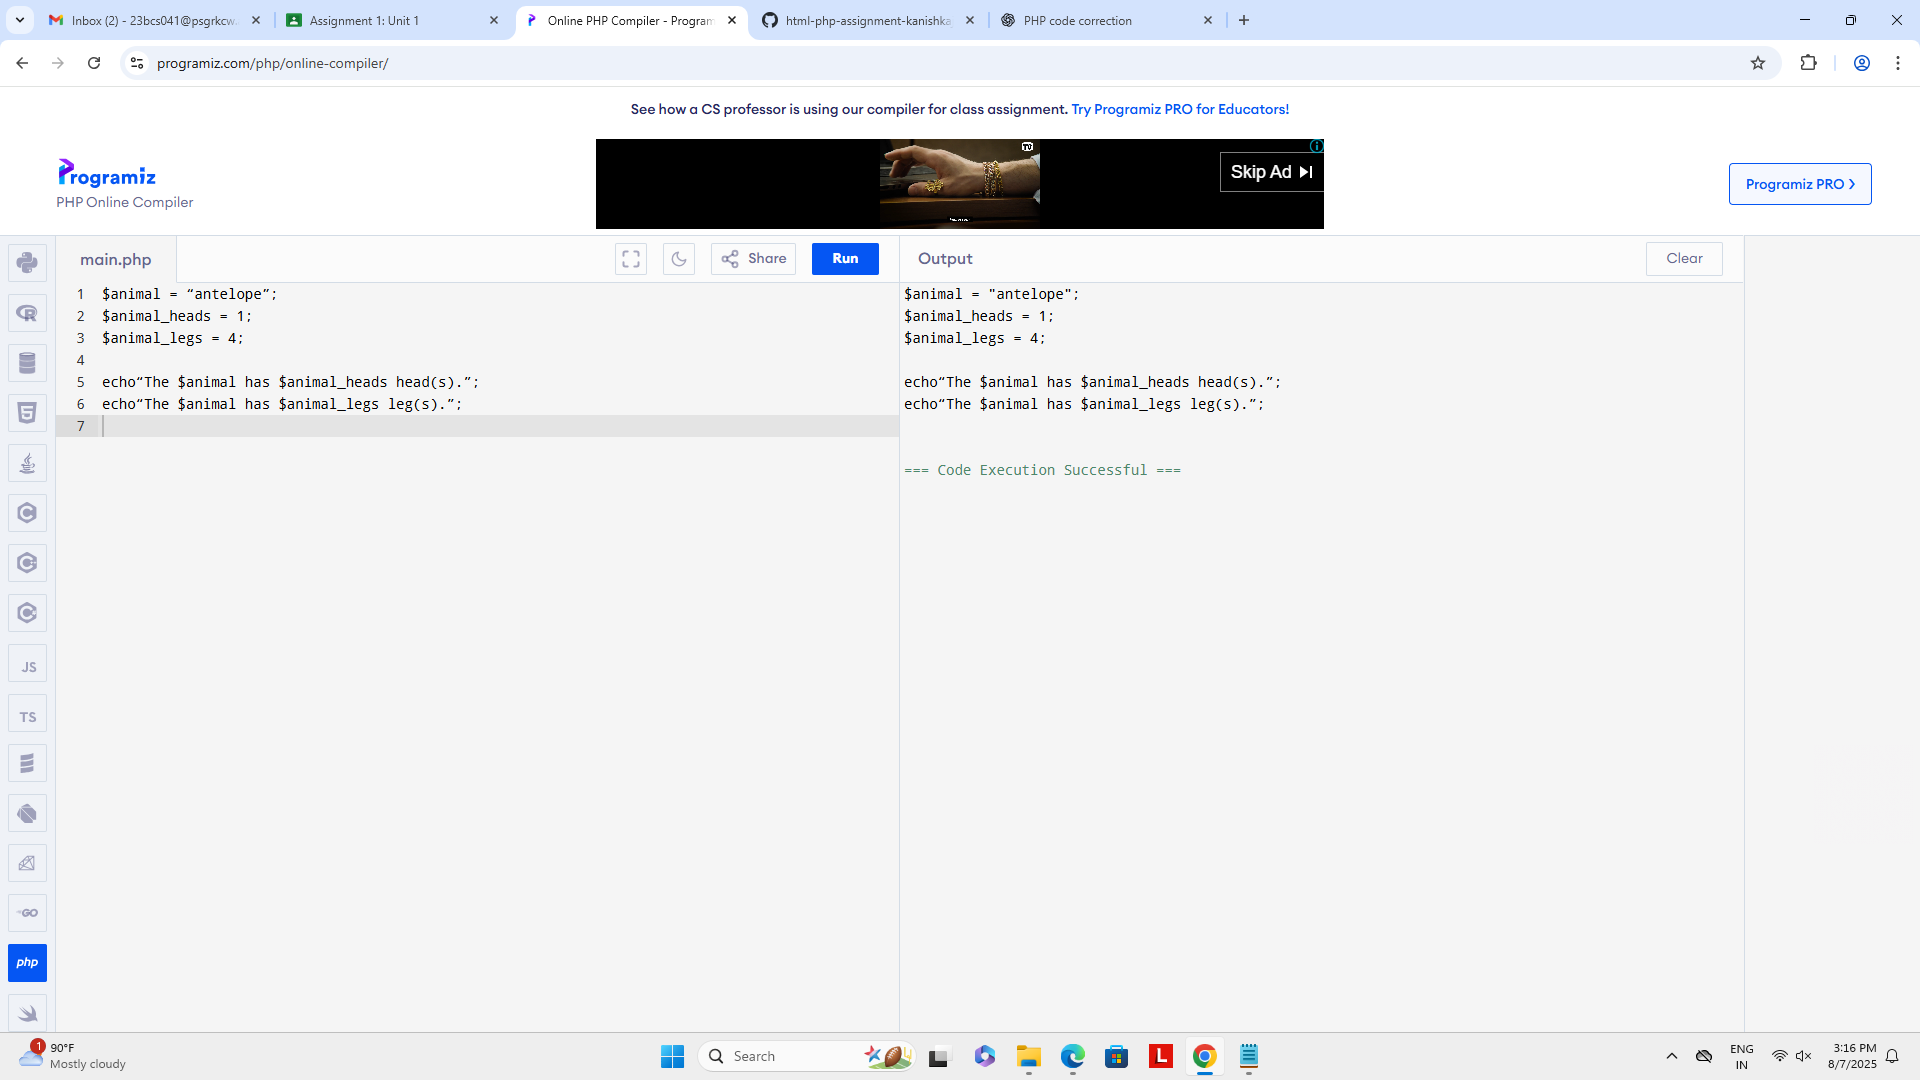 Inbox (2) - 23bcs041@psgrkcw.
Assignment 1: Unit 1
Online PHP Compiler - Program
html-php-assignment-kanishka
PHP code correction
programiz.com/php/online-compiler/
See how a CS professor is using our compiler for class assignment. Try Programiz PRO for Educators!
Skip Ad
Programiz
PHP Online Compiler
Programiz PRO
main.php
Share
Run
Output
Clear
1 $animal = “antelope”;
2 $animal_heads = 1;
3 $animal_legs = 4;
4
5 echo“The $animal has $animal_heads head(s).”;
6 echo“The $animal has $animal_legs leg(s).”;
7
$animal = "antelope";
$animal_heads = 1;
$animal_legs = 4;
echo“The $animal has $animal_heads head(s).”;
echo“The $animal has $animal_legs leg(s).”;
=== Code Execution Successful ===
R
5
C
C
C
JS
TS
GO
php
1
90°F
Mostly cloudy
Search
L
ENG
IN
3:16 PM
8/7/2025